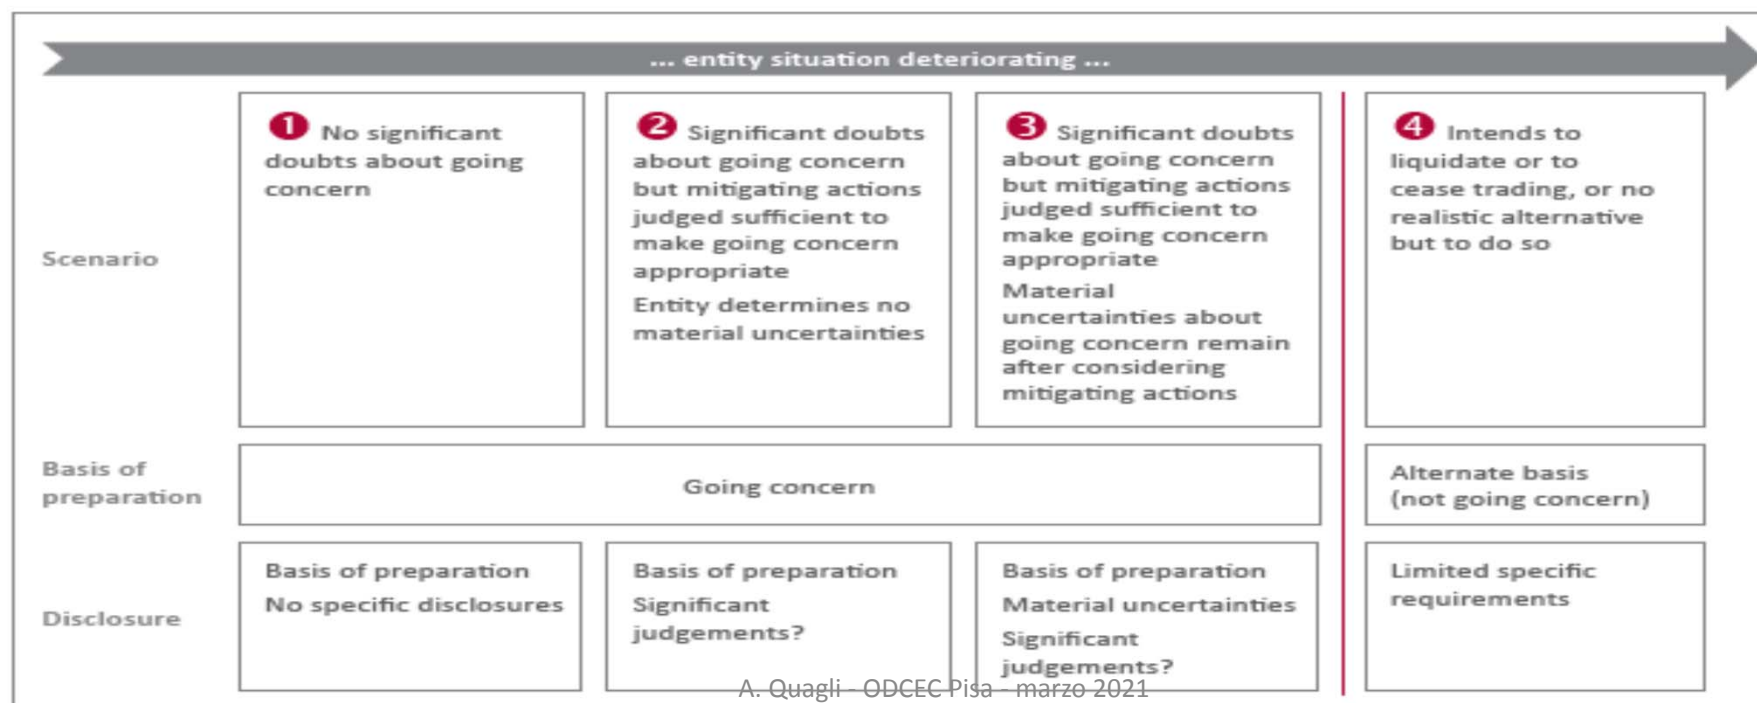 ... entity situation deteriorating ...
Scenario
1 No significant
doubts about going
concern
2 Significant doubts
about going concern
but mitigating actions
judged sufficient to
make going concern
appropriate
Entity determines no
material uncertainties
3 Significant doubts
about going concern
but mitigating actions
judged sufficient to
make going concern
appropriate
Material
uncertainties about
going concern remain
after considering
mitigating actions
4 Intends to
liquidate or to
cease trading, or no
realistic alternative
but to do so
Basis of
preparation
Going concern
Alternate basis
(not going concern)
Disclosure
Basis of preparation
No specific disclosures
Basis of preparation
Significant
judgements?
Basis of preparation
Material uncertainties
Significant
judgements?
Limited specific
requirements
A. Quagli - ODCEC Pisa - marzo 2021